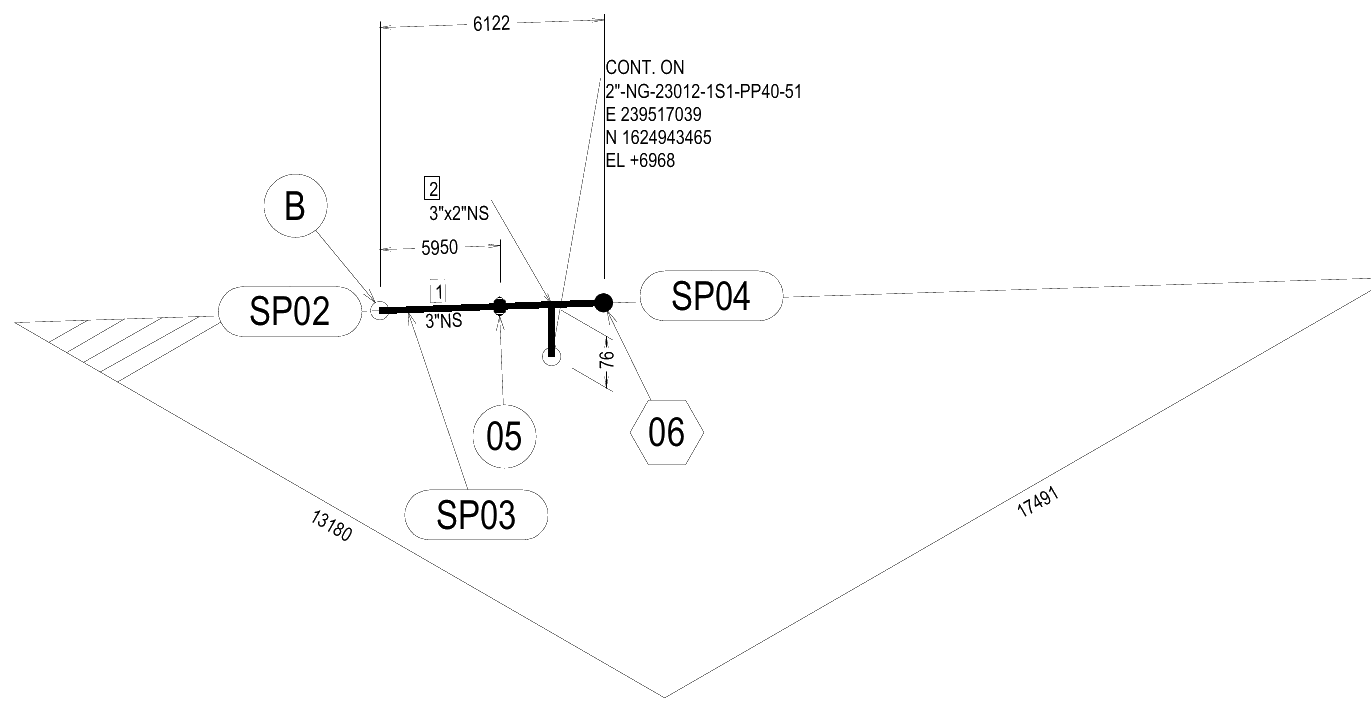 6122
CONT. ON
2"-NG-23012-1S1-PP40-51
E 239517039
N 1624943465
EL +6968
2
3"x2"NS
B
5950
1
3"NS
SP02
SP04
76
05
06
SP03
13180
17491